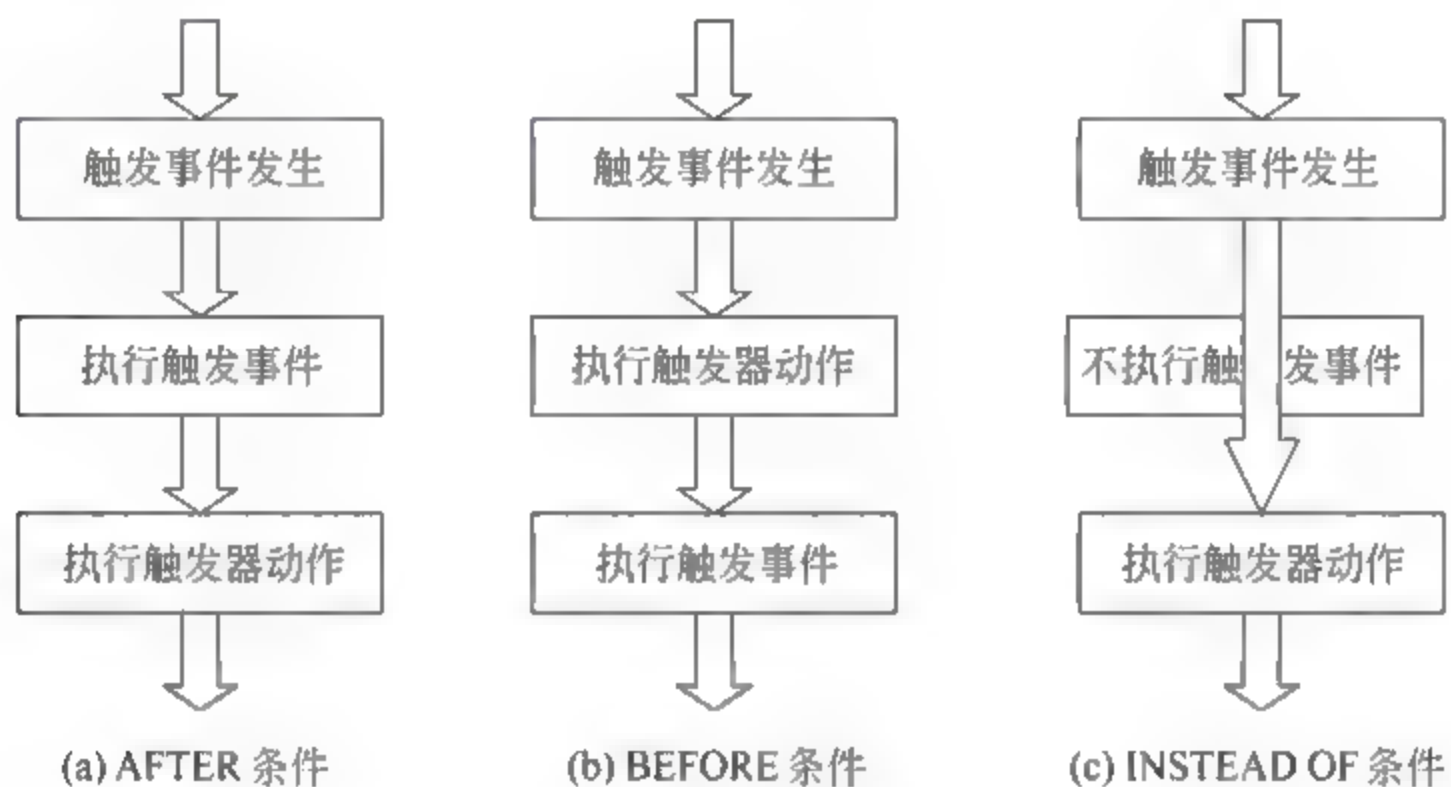 触发事件发生
执行触发事件
执行触发器动作
(a) AFTER 条件
触发事件发生
执行触发器动作
执行触发事件
(b) BEFORE 条件
触发事件发生
不执行触发事件
执行触发器动作
(c) INSTEAD OF 条件